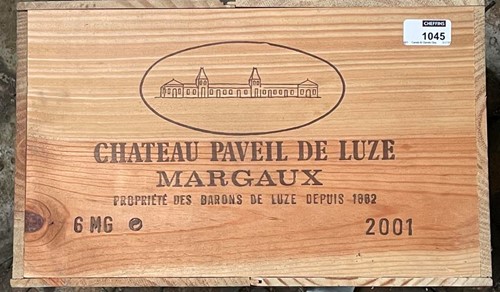 CHEFFINS
1045
CHATEAU PAVEIL DE LUZE
MARGAUX
PROPRIÉTÉ DES BARONS DE LUZE DEPUIS 1862
6 MG
2001